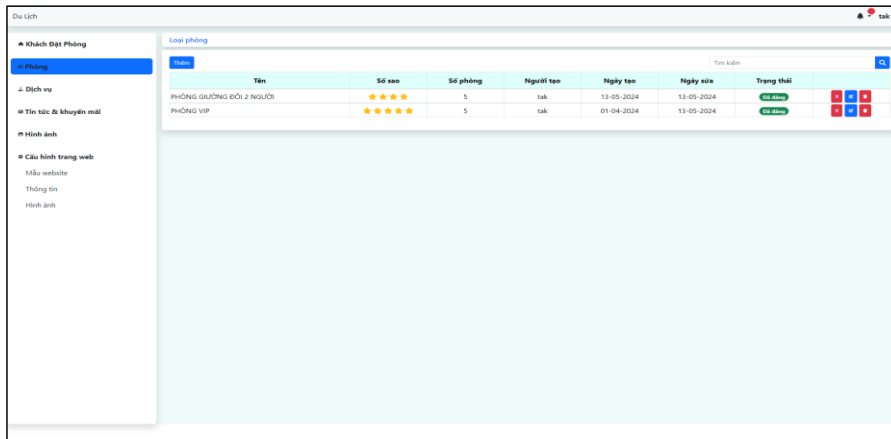 Du Lịch
tak
Khách Đặt Phòng
Phòng
Dịch vụ
Tin tức & khuyến mãi
Hình ảnh
Cấu hình trang web
Mẫu website
Thông tin
Hình ảnh
Loại phòng
Thêm
Tìm kiếm
Tên Số sao Số phòng Người tạo Ngày tạo Ngày sửa Trạng thái
PHÒNG GIƯỜNG ĐÔI 2 NGƯỜI 5 tak 13-05-2024 13-05-2024 Đã đăng
PHÒNG VIP 5 tak 01-04-2024 13-05-2024 Đã đăng